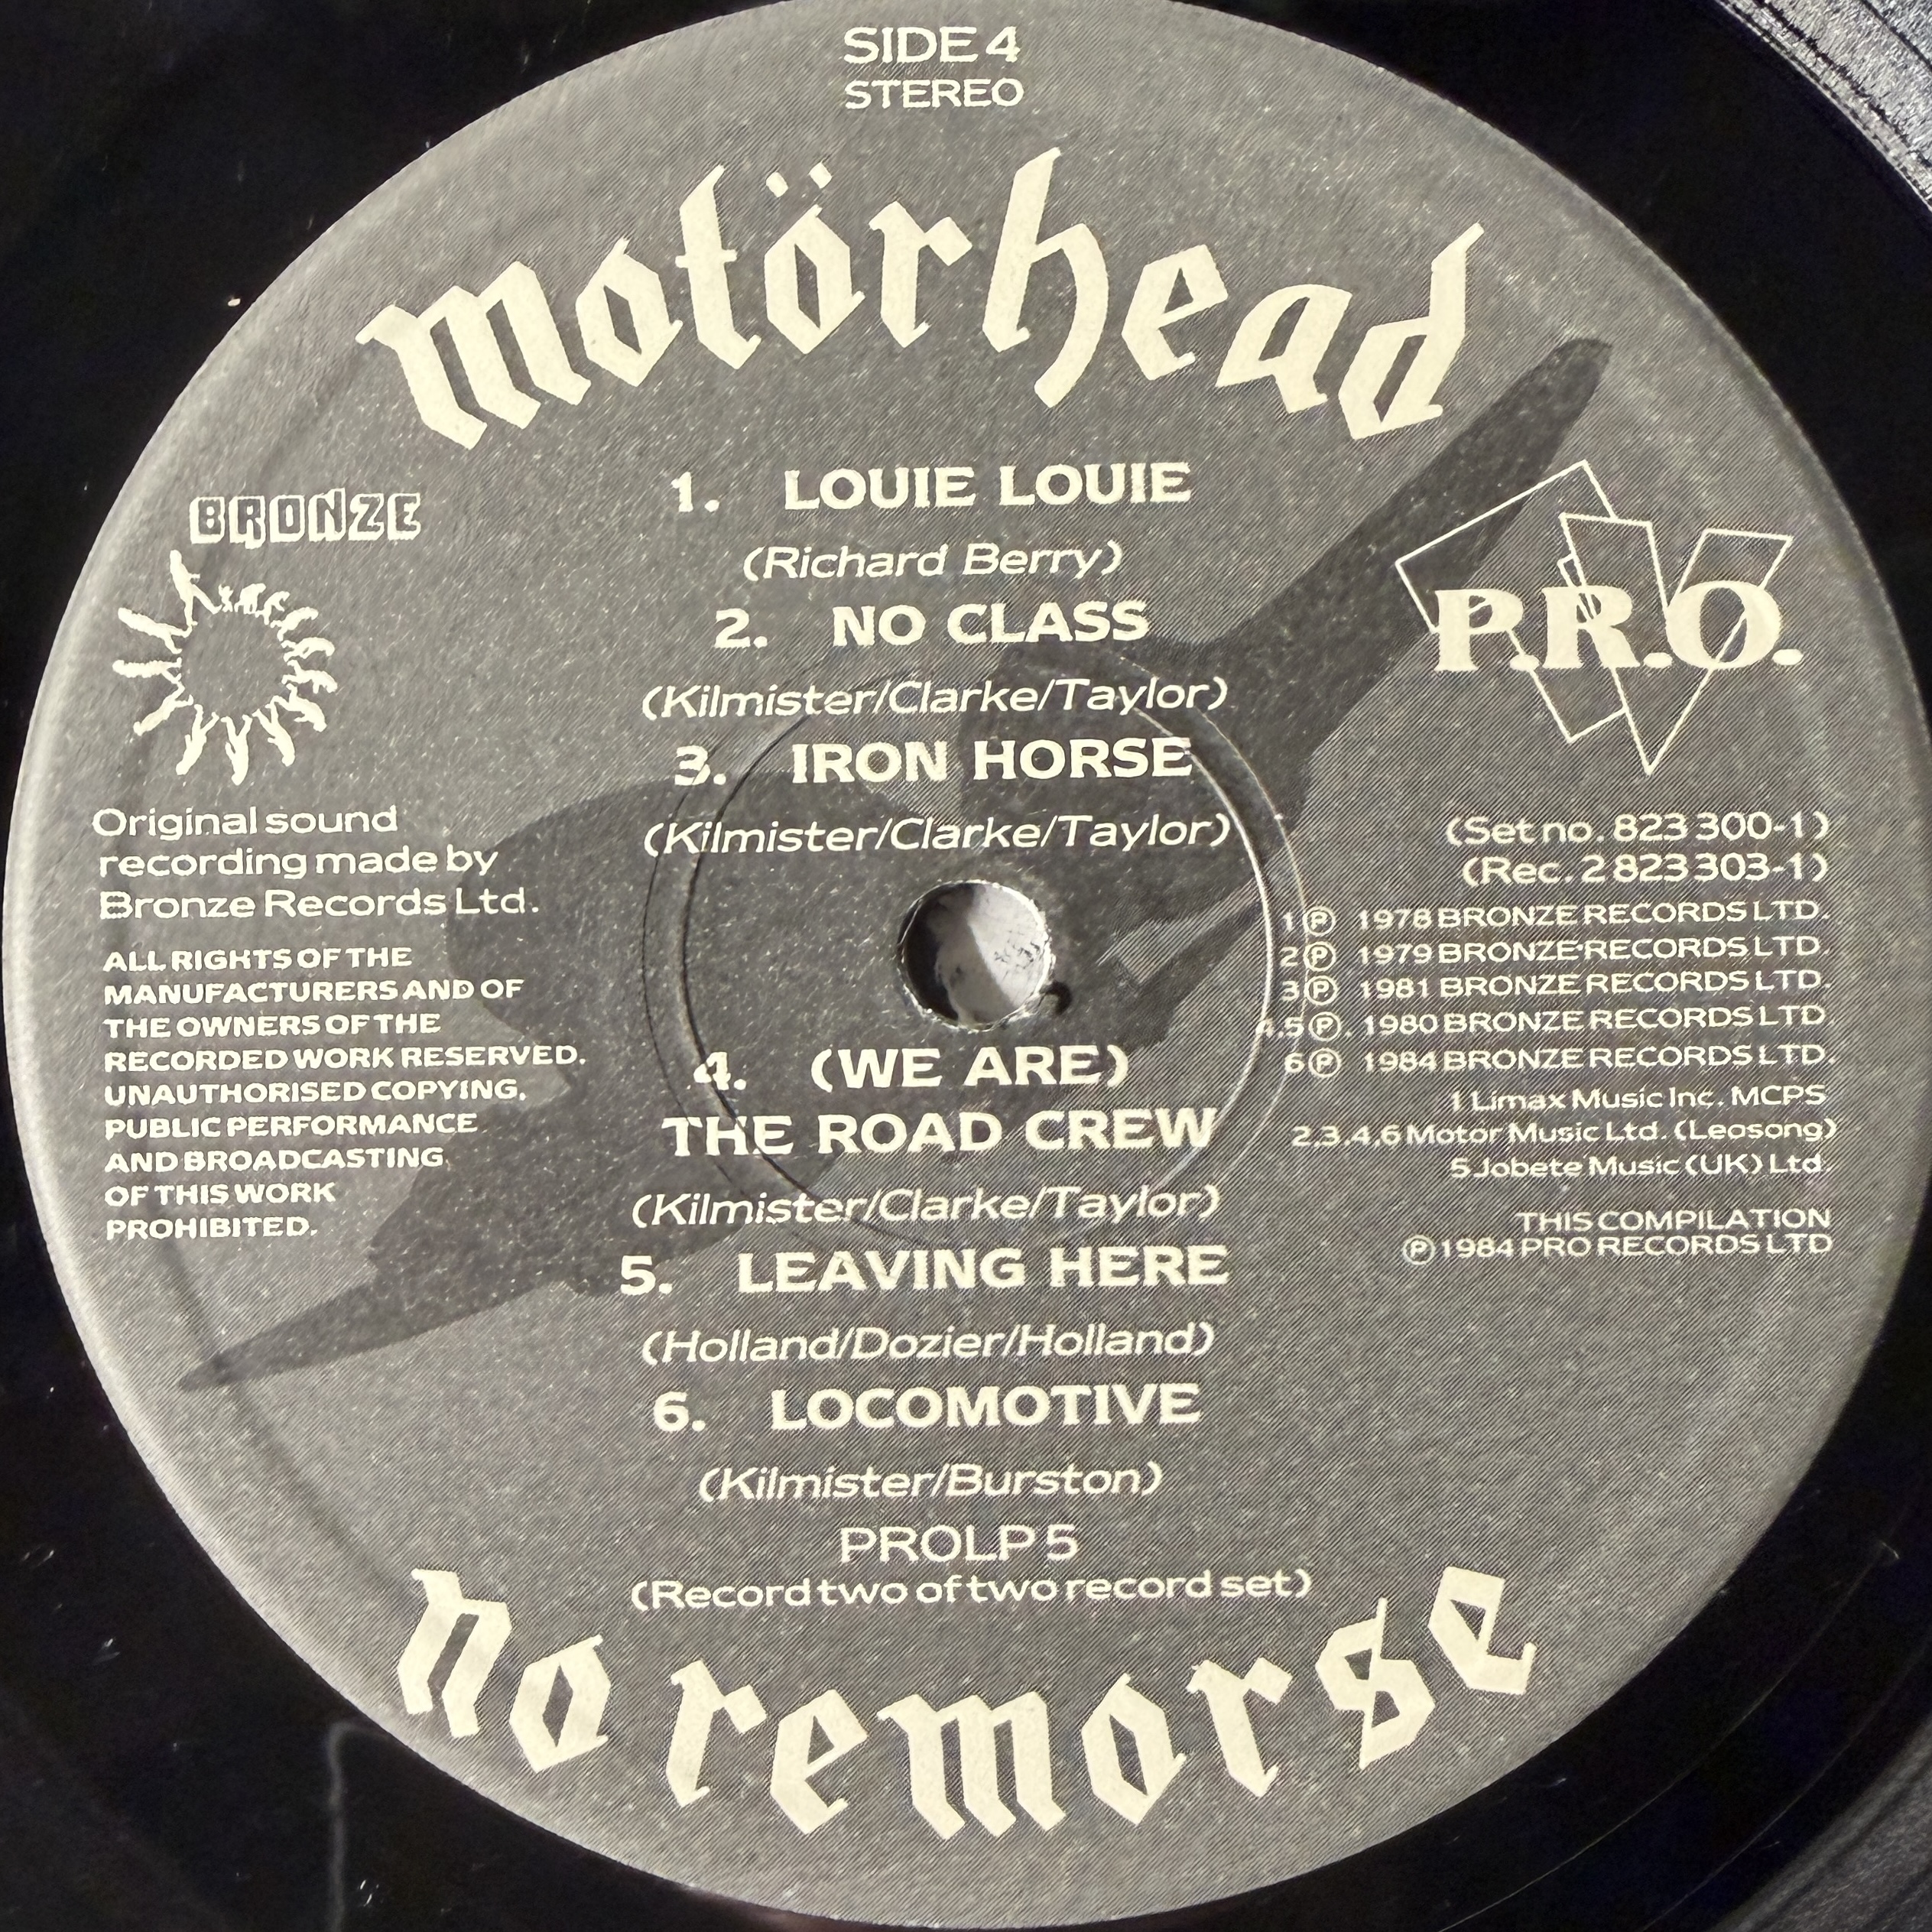 SIDE 4
STEREO
motörhead
1. LOUIE LOUIE
(Richard Berry)
2. NO CLASS
(Kilmister/Clarke/Taylor)
3. IRON HORSE
(Kilmister/Clarke/Taylor)
4. (WE ARE)
THE ROAD CREW
(Kilmister/Clarke/Taylor)
5. LEAVING HERE
(Holland/Dozier/Holland)
6. LOCOMOTIVE
(Kilmister/Burston)
PROLP 5
(Record two of two record set)
no remorse
BRONZE
Original sound
recording made by
Bronze Records Ltd.
ALL RIGHTS OF THE
MANUFACTURERS AND OF
THE OWNERS OF THE
RECORDED WORK RESERVED.
UNAUTHORISED COPYING,
PUBLIC PERFORMANCE
AND BROADCASTING
OF THIS WORK
PROHIBITED.
P.R.O.
(Set no. 823 300-1)
(Rec. 2 823 303-1)
1 ℗ 1978 BRONZE RECORDS LTD.
2 ℗ 1979 BRONZE RECORDS LTD.
3 ℗ 1981 BRONZE RECORDS LTD.
4.5 ℗. 1980 BRONZE RECORDS LTD.
6 ℗ 1984 BRONZE RECORDS LTD.
1 Limax Music Inc. MCPS
2,3,4,6 Motor Music Ltd. (Leosong)
5 Jobete Music (UK) Ltd.
THIS COMPILATION
℗ 1984 PRO RECORDS LTD